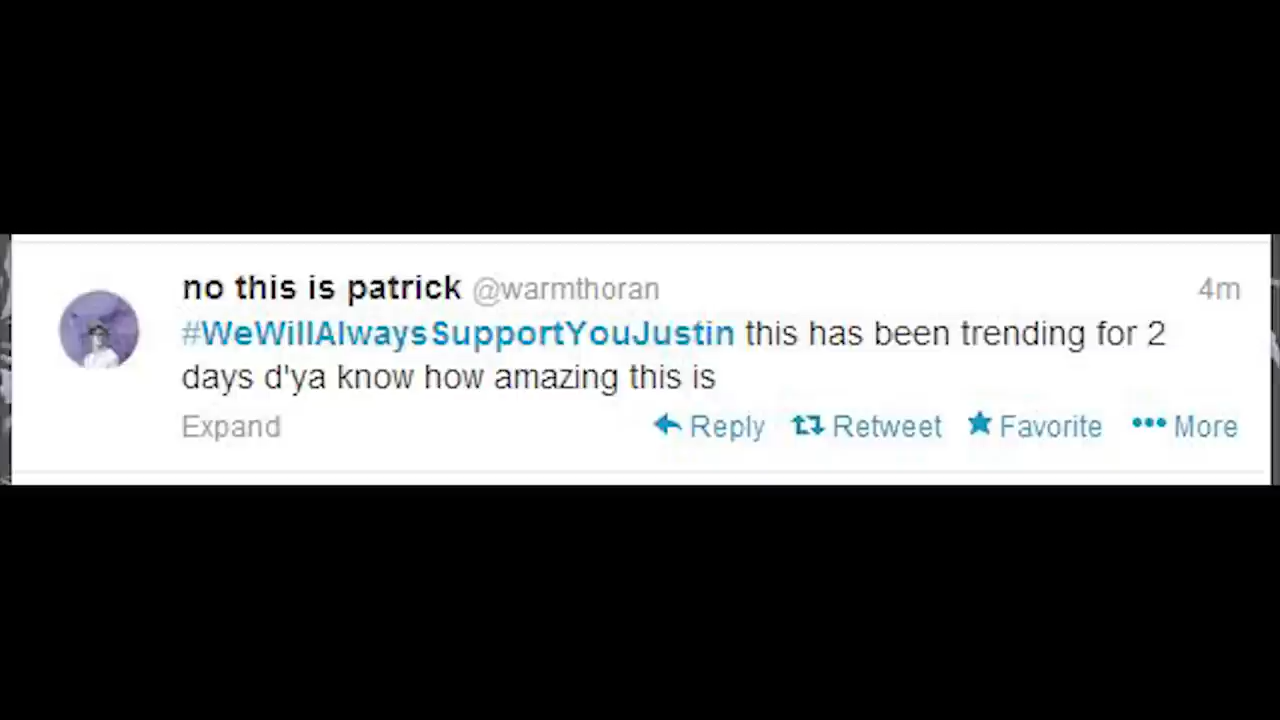 no this is patrick @warmthoran 4m
#WeWillAlwaysSupportYouJustin this has been trending for 2
days d'ya know how amazing this is
Expand Reply Retweet Favorite More